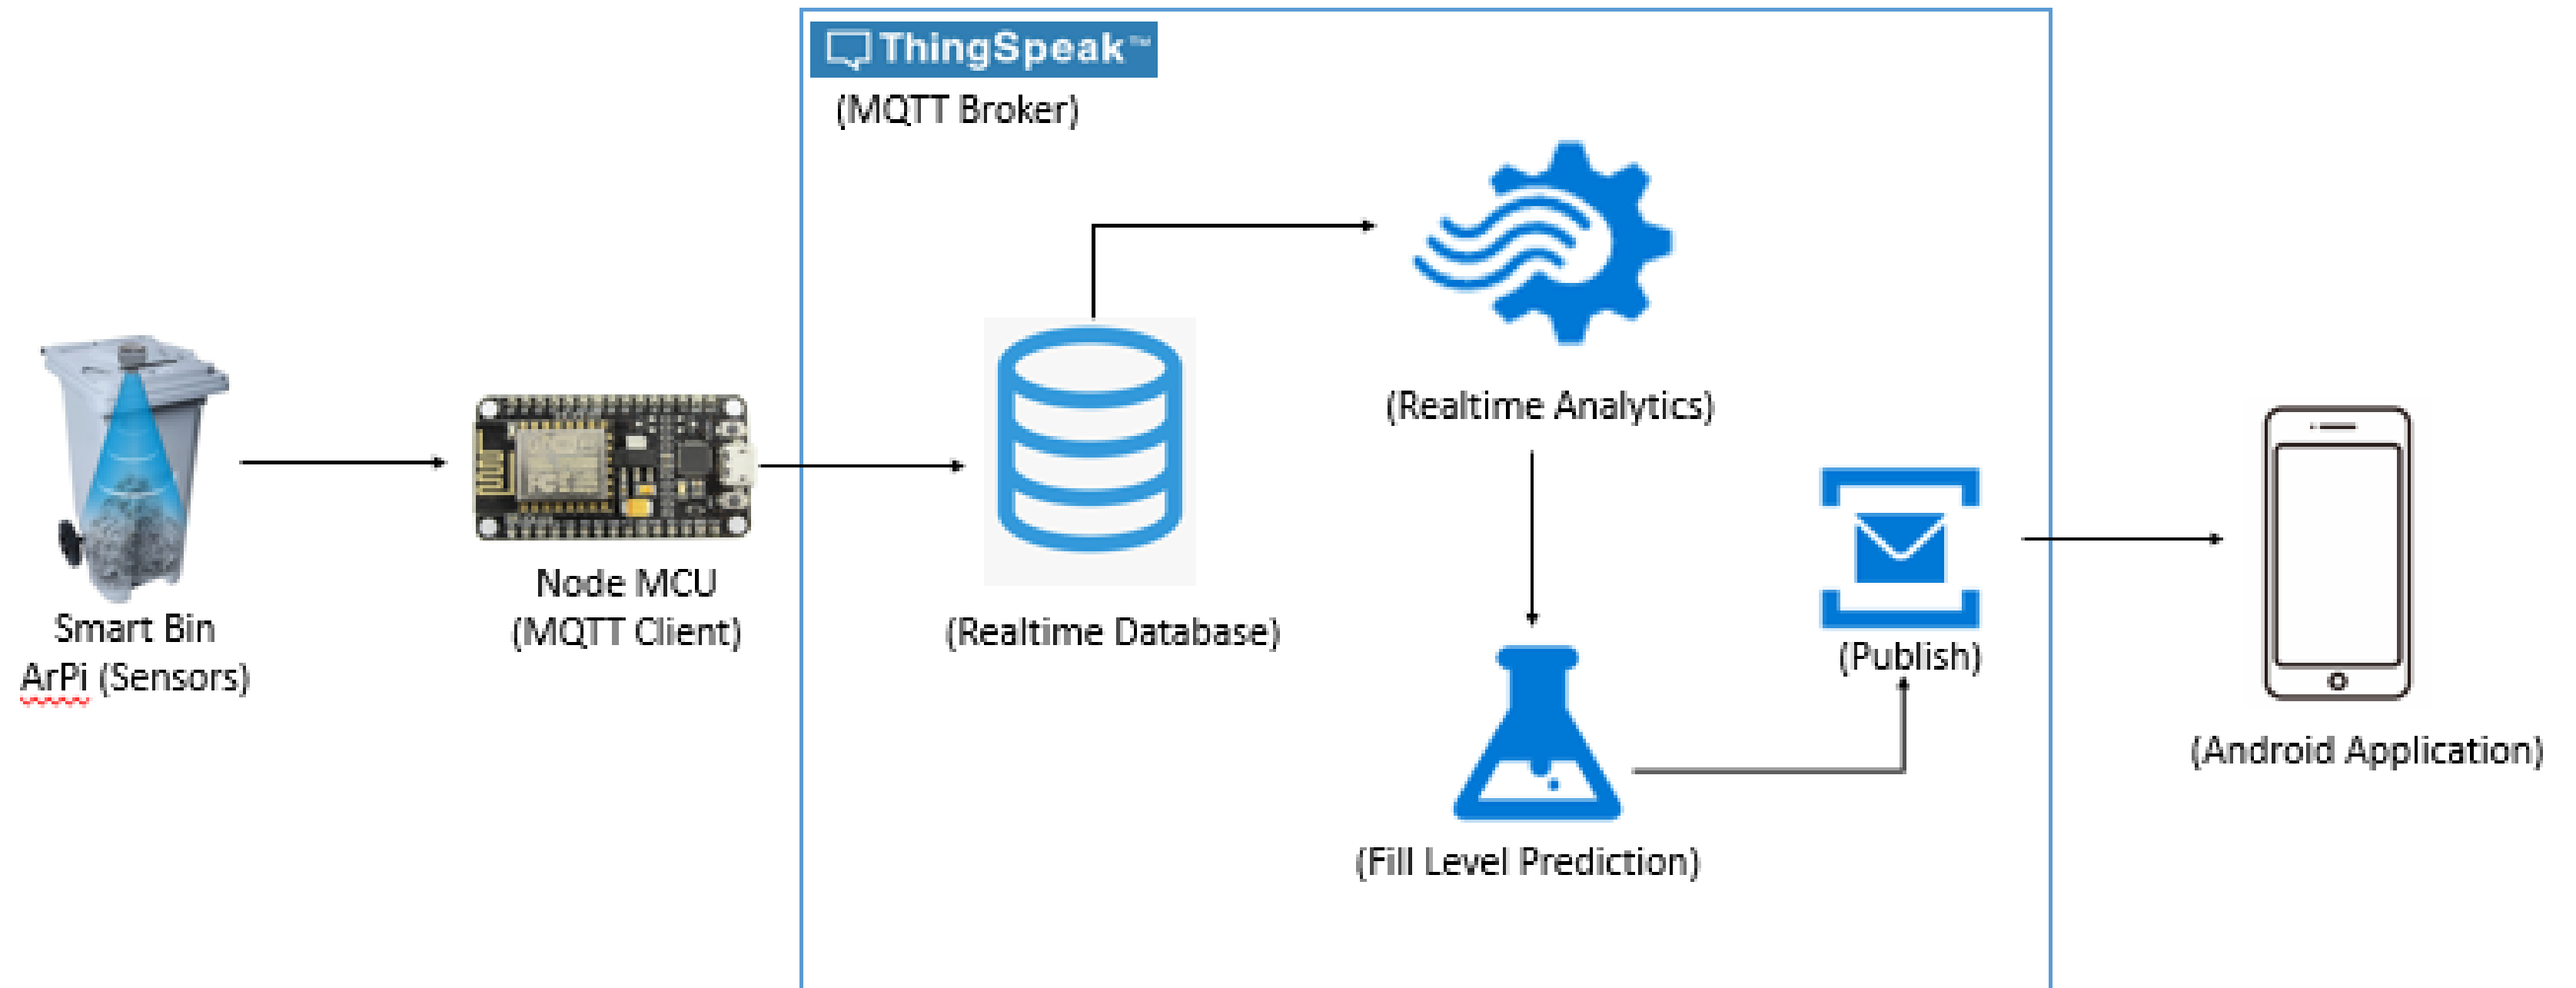 ThingSpeak™
(MQTT Broker)
(Realtime Analytics)
Node MCU
(MQTT Client)
(Realtime Database)
Smart Bin
ArPi (Sensors)
(Publish)
(Android Application)
(Fill Level Prediction)